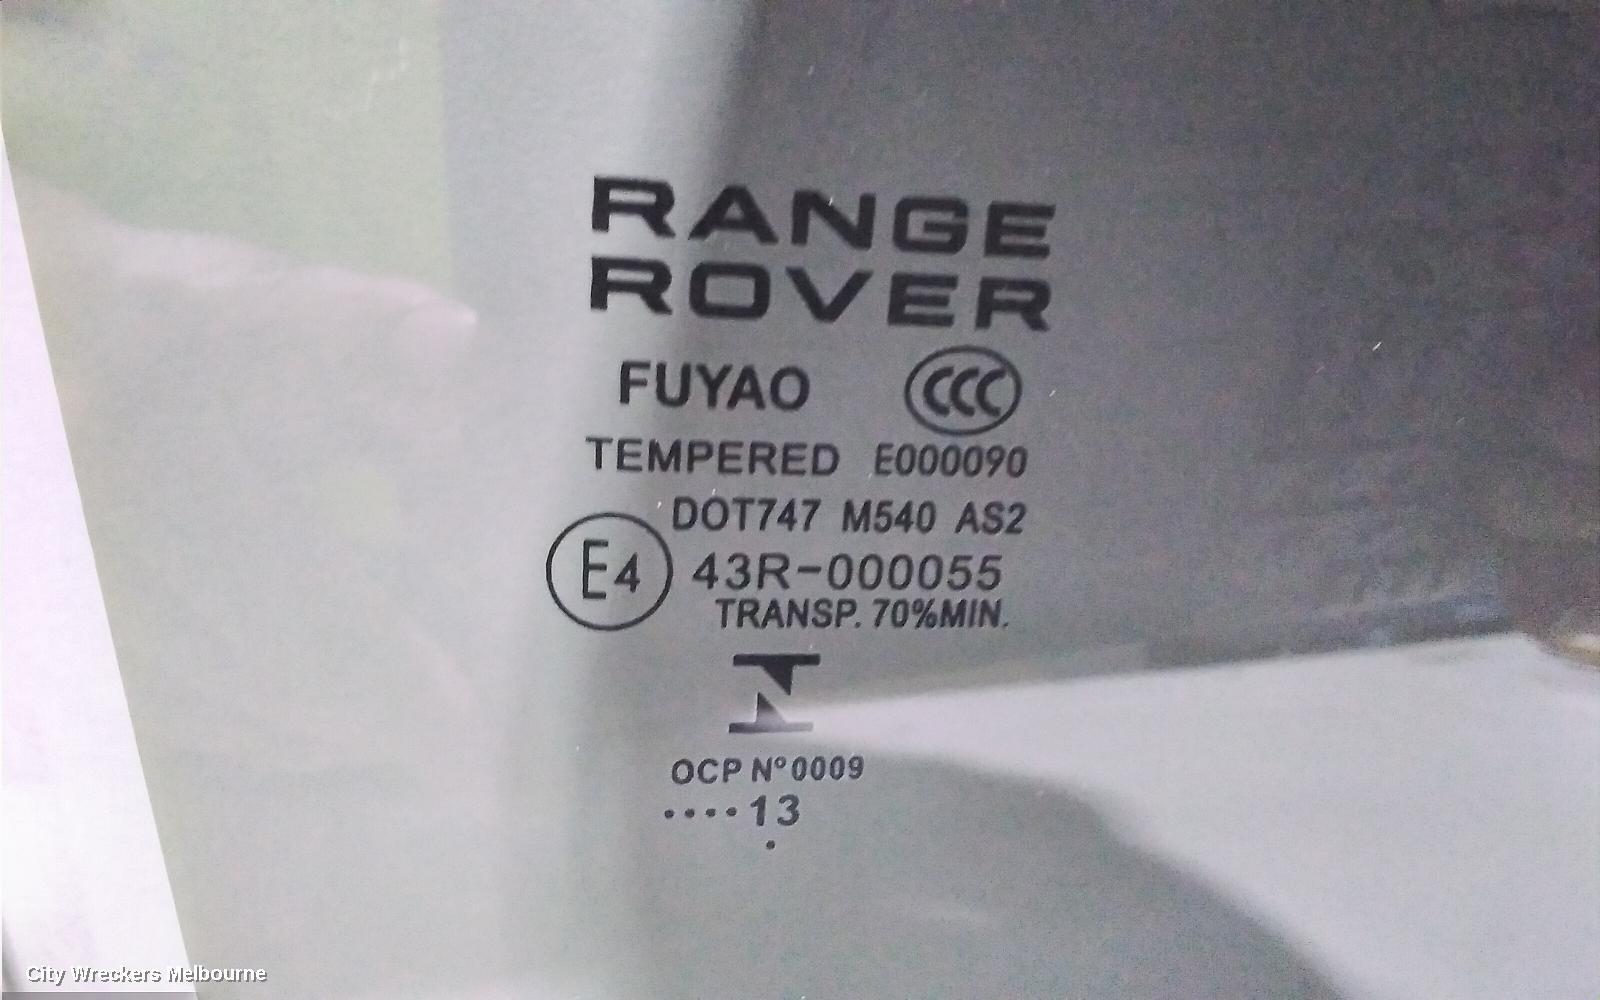 RANGE
ROVER
FUYAO CCC
TEMPERED E000090
DOT747 M540 AS2
E4 43R-000055
TRANSP. 70%MIN.
OCP Nº0009
····13
.
City Wreckers Melbourne